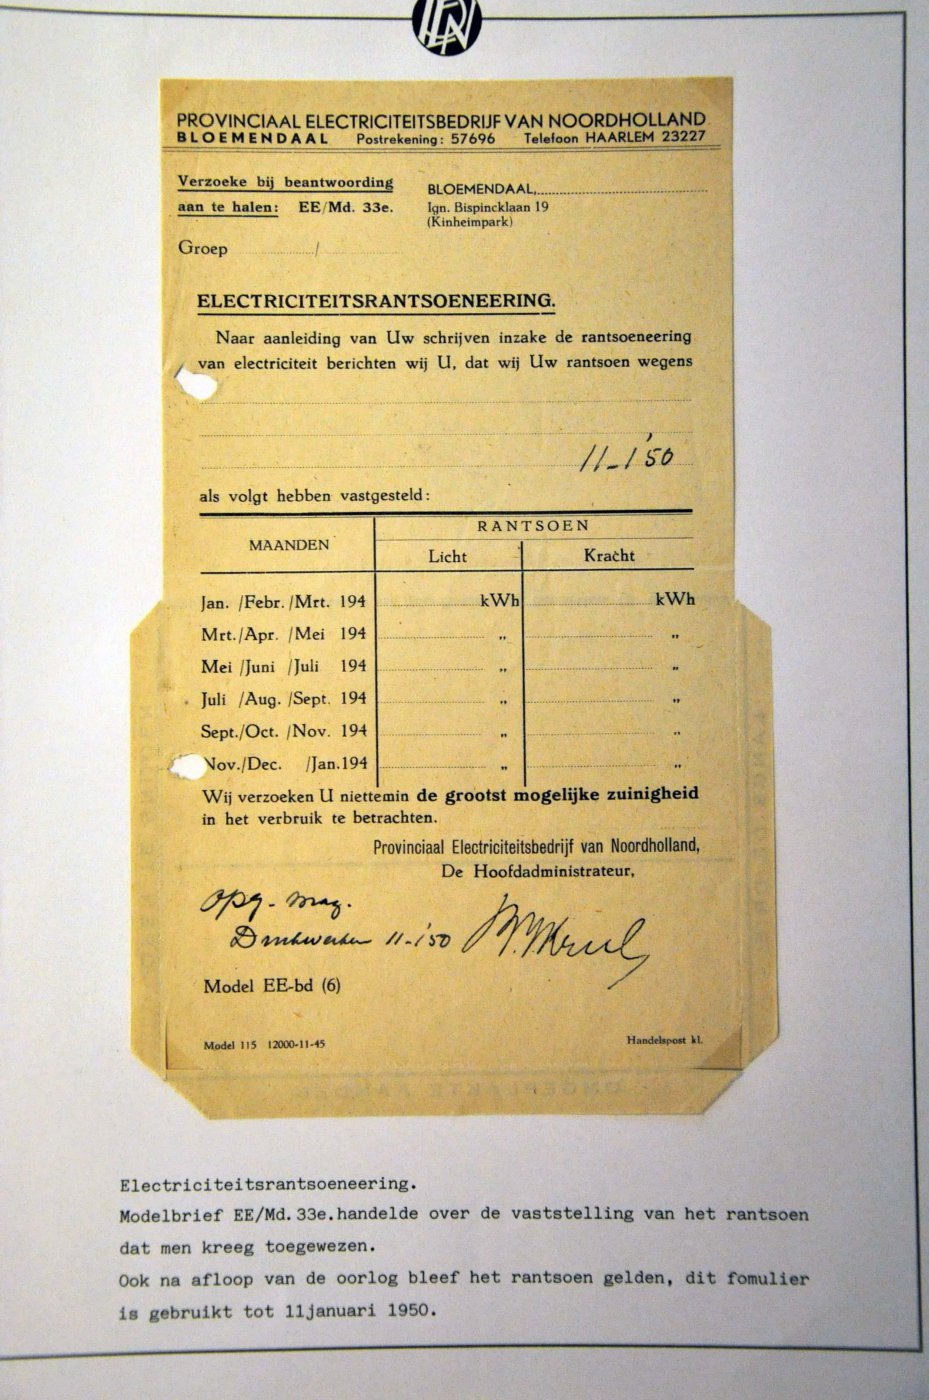 PEN
PROVINCIAAL ELECTRICITEITSBEDRIJF VAN NOORDHOLLAND
BLOEMENDAAL Postrekening: 57696 Telefoon HAARLEM 23227
Verzoeke bij beantwoording
aan te halen: EE/Md. 33e.
BLOEMENDAAL,
Ign. Bispincklaan 19
(Kinheimpark)
Groep /
ELECTRICITEITSRANTSOENEERING.
Naar aanleiding van Uw schrijven inzake de rantsoeneering
van electriciteit berichten wij U, dat wij Uw rantsoen wegens
11-1'50
als volgt hebben vastgesteld:
MAANDEN RANTSOEN
Licht Kracht
Jan. /Febr. /Mrt. 194 kWh kWh
Mrt./Apr. /Mei 194 „ „
Mei /Juni /Juli 194 „ „
Juli /Aug. /Sept. 194 „ „
Sept./Oct. /Nov. 194 „ „
Nov./Dec. /Jan.194 „ „
Wij verzoeken U niettemin de grootst mogelijke zuinigheid
in het verbruik te betrachten.
Provinciaal Electriciteitsbedrijf van Noordholland,
De Hoofdadministrateur,
opg. mag.
Drukwerken 11-1'50
Model EE-bd (6)
Model 115 12000-11-45 Handelspost kl.
Electriciteitsrantsoeneering.
Modelbrief EE/Md.33e.handelde over de vaststelling van het rantsoen
dat men kreeg toegewezen.
Ook na afloop van de oorlog bleef het rantsoen gelden, dit fomulier
is gebruikt tot 11januari 1950.